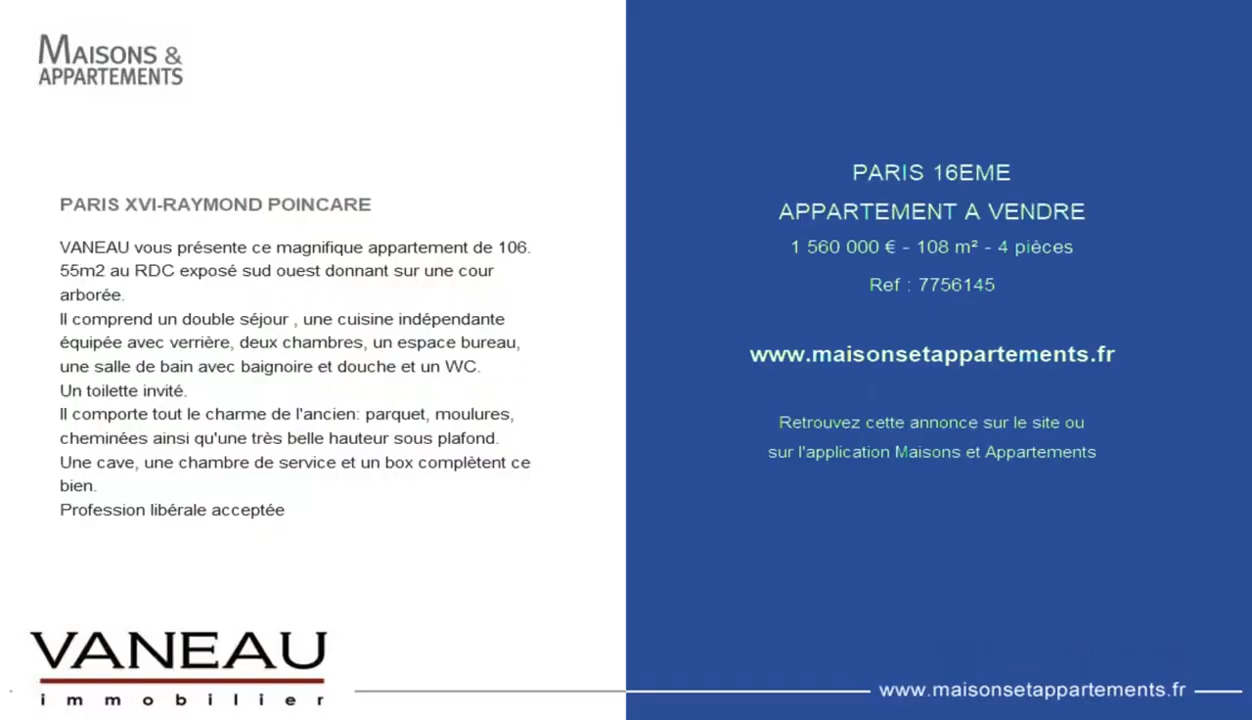 MAISONS &
APPARTEMENTS
PARIS XVI-RAYMOND POINCARE
VANEAU vous présente ce magnifique appartement de 106.
55m2 au RDC exposé sud ouest donnant sur une cour
arborée.
Il comprend un double séjour , une cuisine indépendante
équipée avec verrière, deux chambres, un espace bureau,
une salle de bain avec baignoire et douche et un WC.
Un toilette invité.
Il comporte tout le charme de l'ancien: parquet, moulures,
cheminées ainsi qu'une très belle hauteur sous plafond.
Une cave, une chambre de service et un box complètent ce
bien.
Profession libérale acceptée
VANEAU
immobilier
PARIS 16EME
APPARTEMENT A VENDRE
1 560 000 € - 108 m² - 4 pièces
Ref : 7756145
www.maisonsetappartements.fr
Retrouvez cette annonce sur le site ou
sur l'application Maisons et Appartements
www.maisonsetappartements.fr